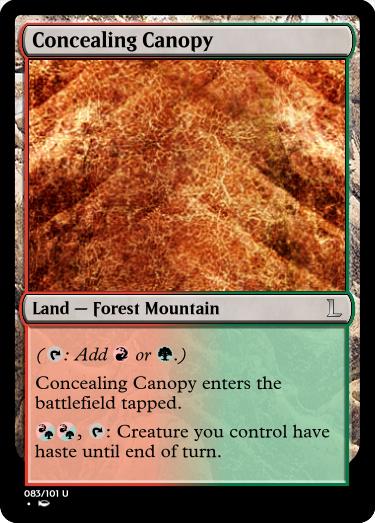 Concealing Canopy
Land — Forest Mountain
(: Add or .)
Concealing Canopy enters the
battlefield tapped.
, : Creature you control have
haste until end of turn.
083/101 U